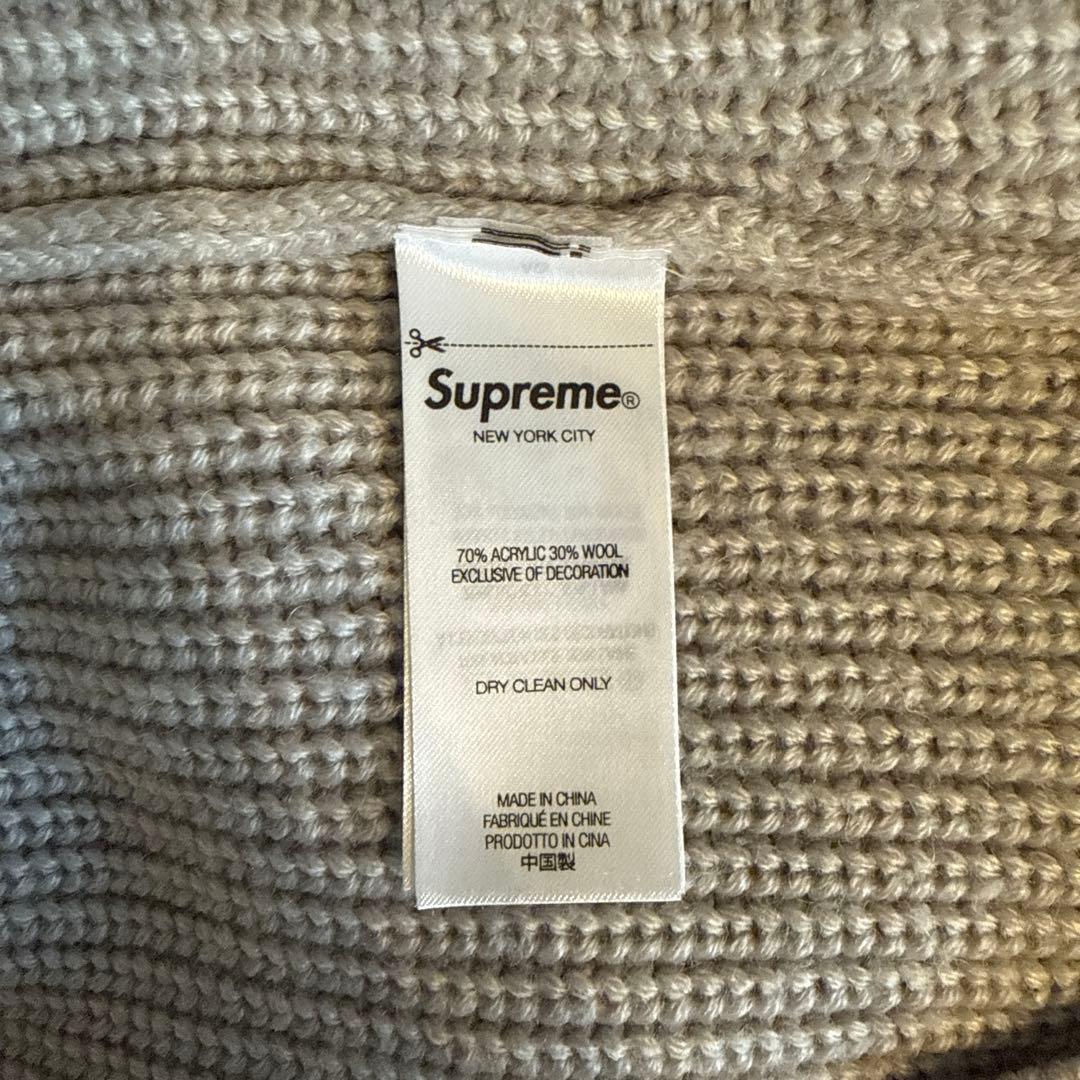 Supreme®
NEW YORK CITY
70% ACRYLIC 30% WOOL
EXCLUSIVE OF DECORATION
DRY CLEAN ONLY
MADE IN CHINA
FABRIQUÉ EN CHINE
PRODOTTO IN CINA
中国製